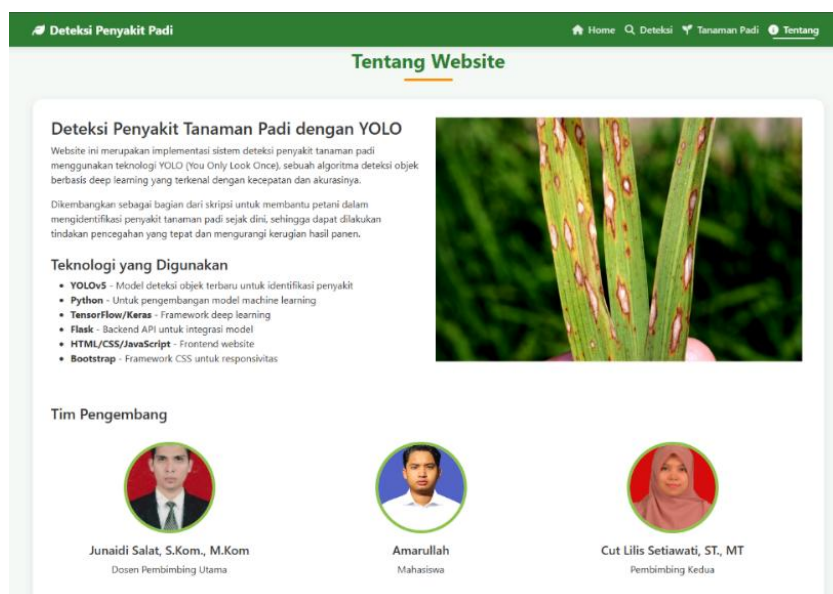 Deteksi Penyakit Padi
Home Deteksi Tanaman Padi Tentang
Tentang Website
Deteksi Penyakit Tanaman Padi dengan YOLO
Website ini merupakan implementasi sistem deteksi penyakit tanaman padi
menggunakan teknologi YOLO (You Only Look Once), sebuah algoritma deteksi objek
berbasis deep learning yang terkenal dengan kecepatan dan akurasinya.
Dikembangkan sebagai bagian dari skripsi untuk membantu petani dalam
mengidentifikasi penyakit tanaman padi sejak dini, sehingga dapat dilakukan
tindakan pencegahan yang tepat dan mengurangi kerugian hasil panen.
Teknologi yang Digunakan
• YOLOv5 - Model deteksi objek terbaru untuk identifikasi penyakit
• Python - Untuk pengembangan model machine learning
• TensorFlow/Keras - Framework deep learning
• Flask - Backend API untuk integrasi model
• HTML/CSS/JavaScript - Frontend website
• Bootstrap - Framework CSS untuk responsivitas
Tim Pengembang
Junaidi Salat, S.Kom., M.Kom
Dosen Pembimbing Utama
Amarullah
Mahasiswa
Cut Lilis Setiawati, ST., MT
Pembimbing Kedua